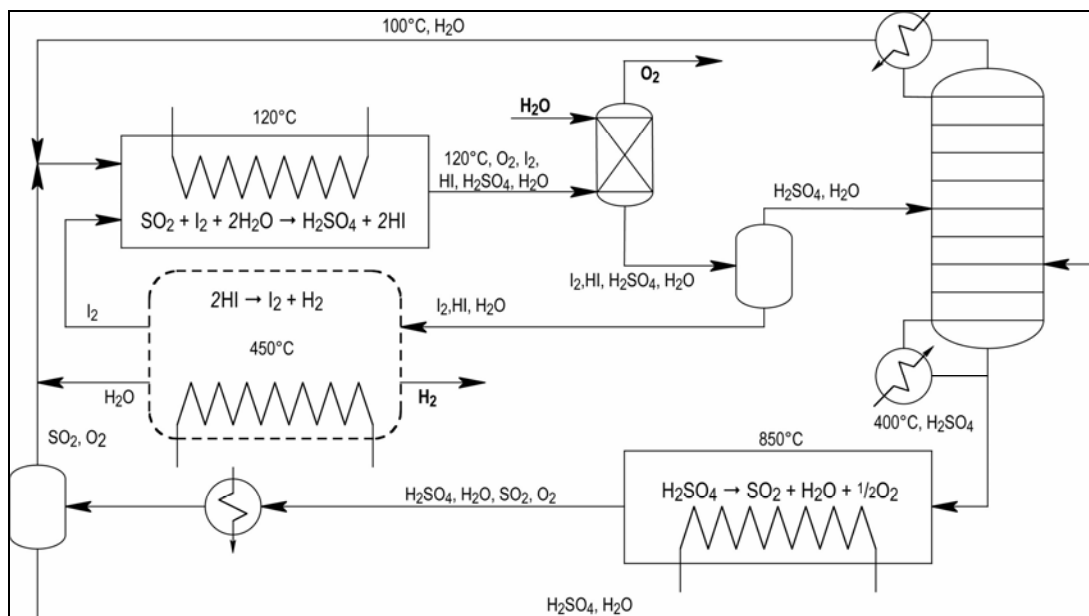 100°C, H₂O
O₂
H₂O
120°C
120°C, O₂, I₂,
HI, H₂SO₄, H₂O
SO₂ + I₂ + 2H₂O → H₂SO₄ + 2HI
H₂SO₄, H₂O
I₂,HI, H₂SO₄, H₂O
2HI → I₂ + H₂
I₂
I₂,HI, H₂O
450°C
H₂O
H₂
400°C, H₂SO₄
SO₂, O₂
850°C
H₂SO₄, H₂O, SO₂, O₂
H₂SO₄ → SO₂ + H₂O + 1/2O₂
H₂SO₄, H₂O